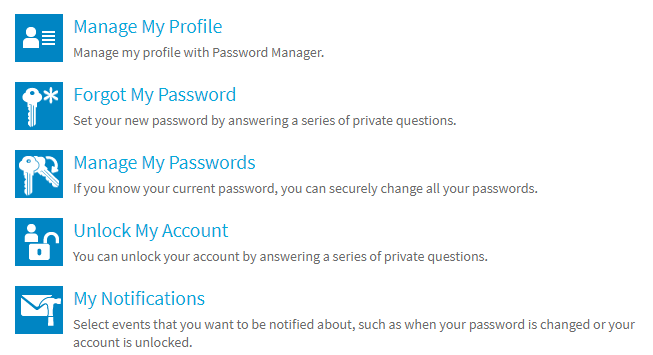 Manage My Profile
Manage my profile with Password Manager.
Forgot My Password
Set your new password by answering a series of private questions.
Manage My Passwords
If you know your current password, you can securely change all your passwords.
Unlock My Account
You can unlock your account by answering a series of private questions.
My Notifications
Select events that you want to be notified about, such as when your password is changed or your
account is unlocked.